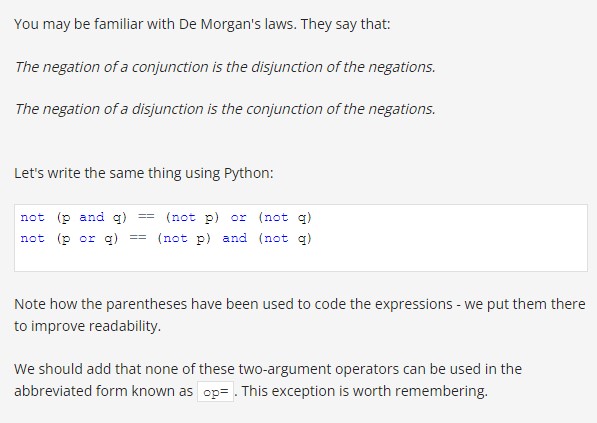 You may be familiar with De Morgan's laws. They say that:
The negation of a conjunction is the disjunction of the negations.
The negation of a disjunction is the conjunction of the negations.
Let's write the same thing using Python:
not (p and q) == (not p) or (not q)
not (p or q) == (not p) and (not q)
Note how the parentheses have been used to code the expressions - we put them there
to improve readability.
We should add that none of these two-argument operators can be used in the
abbreviated form known as op= . This exception is worth remembering.